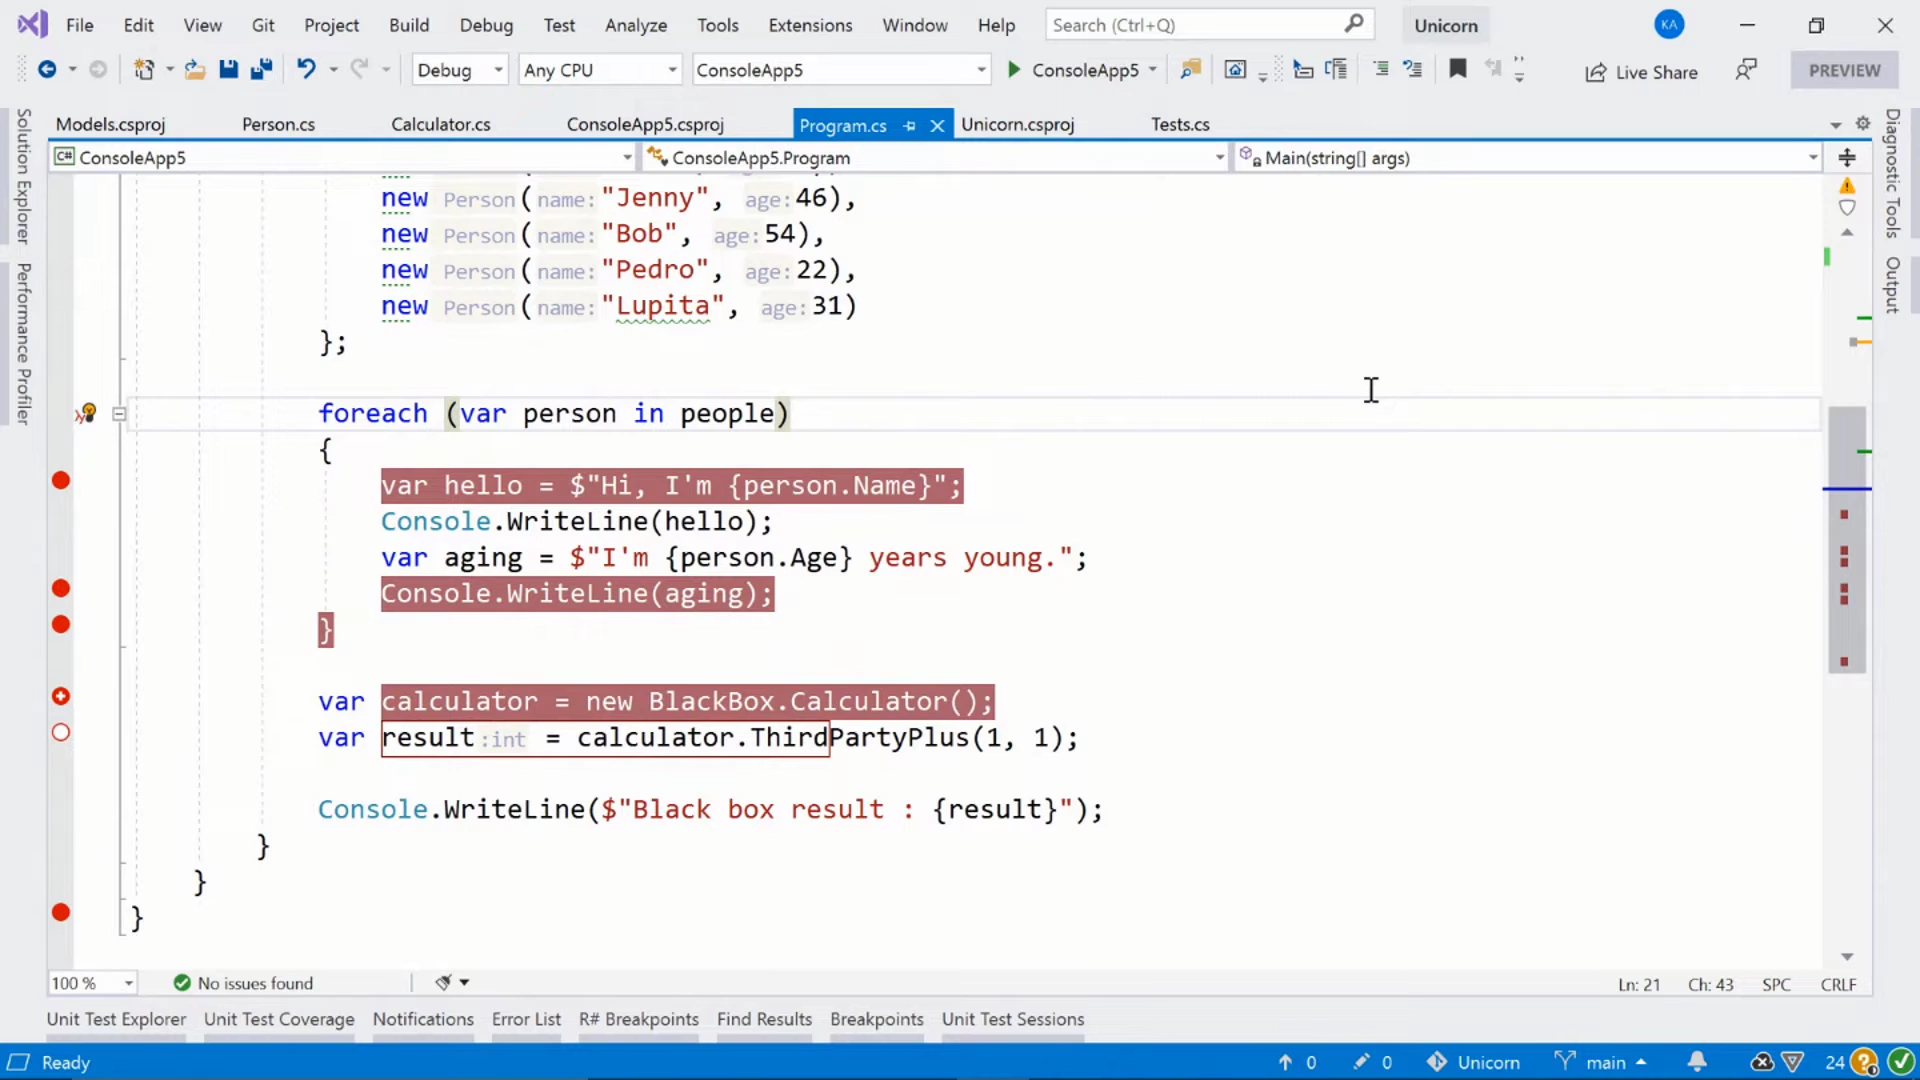 File Edit View Git Project Build Debug Test Analyze Tools Extensions Window Help Search (Ctrl+Q) Unicorn KA
Debug Any CPU ConsoleApp5 ConsoleApp5 Live Share PREVIEW
Models.csproj Person.cs Calculator.cs ConsoleApp5.csproj Program.cs Unicorn.csproj Tests.cs
C# ConsoleApp5 ConsoleApp5.Program Main(string[] args)
Solution Explorer
Performance Profiler
Diagnostic Tools
Output
new Person(name:"Jenny", age:46),
new Person(name:"Bob", age:54),
new Person(name:"Pedro", age:22),
new Person(name:"Lupita", age:31)
};
foreach (var person in people)
{
var hello = $"Hi, I'm {person.Name}";
Console.WriteLine(hello);
var aging = $"I'm {person.Age} years young.";
Console.WriteLine(aging);
}
var calculator = new BlackBox.Calculator();
var result:int = calculator.ThirdPartyPlus(1, 1);
Console.WriteLine($"Black box result : {result}");
}
}
}
100 % No issues found Ln: 21 Ch: 43 SPC CRLF
Unit Test Explorer Unit Test Coverage Notifications Error List R# Breakpoints Find Results Breakpoints Unit Test Sessions
Ready 0 0 Unicorn main 24